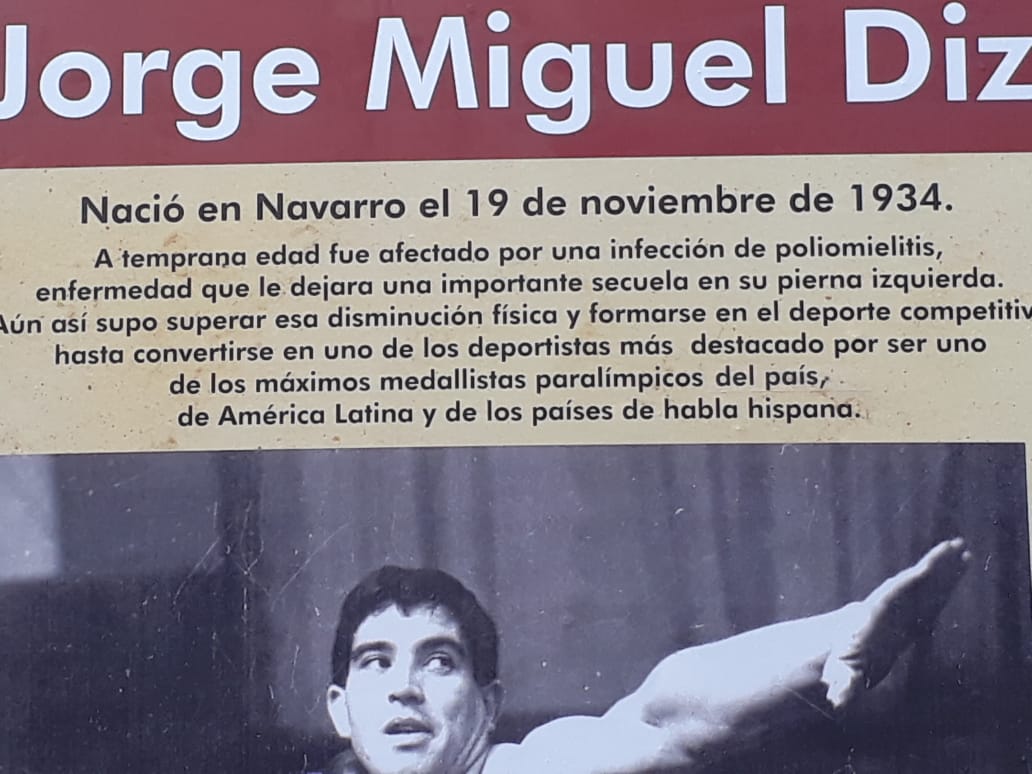 Jorge Miguel Diz
Nació en Navarro el 19 de noviembre de 1934.
A temprana edad fue afectado por una infección de poliomielitis,
enfermedad que le dejara una importante secuela en su pierna izquierda.
Aún así supo superar esa disminución física y formarse en el deporte competitiv
hasta convertirse en uno de los deportistas más destacado por ser uno
de los máximos medallistas paralímpicos del país,
de América Latina y de los países de habla hispana.